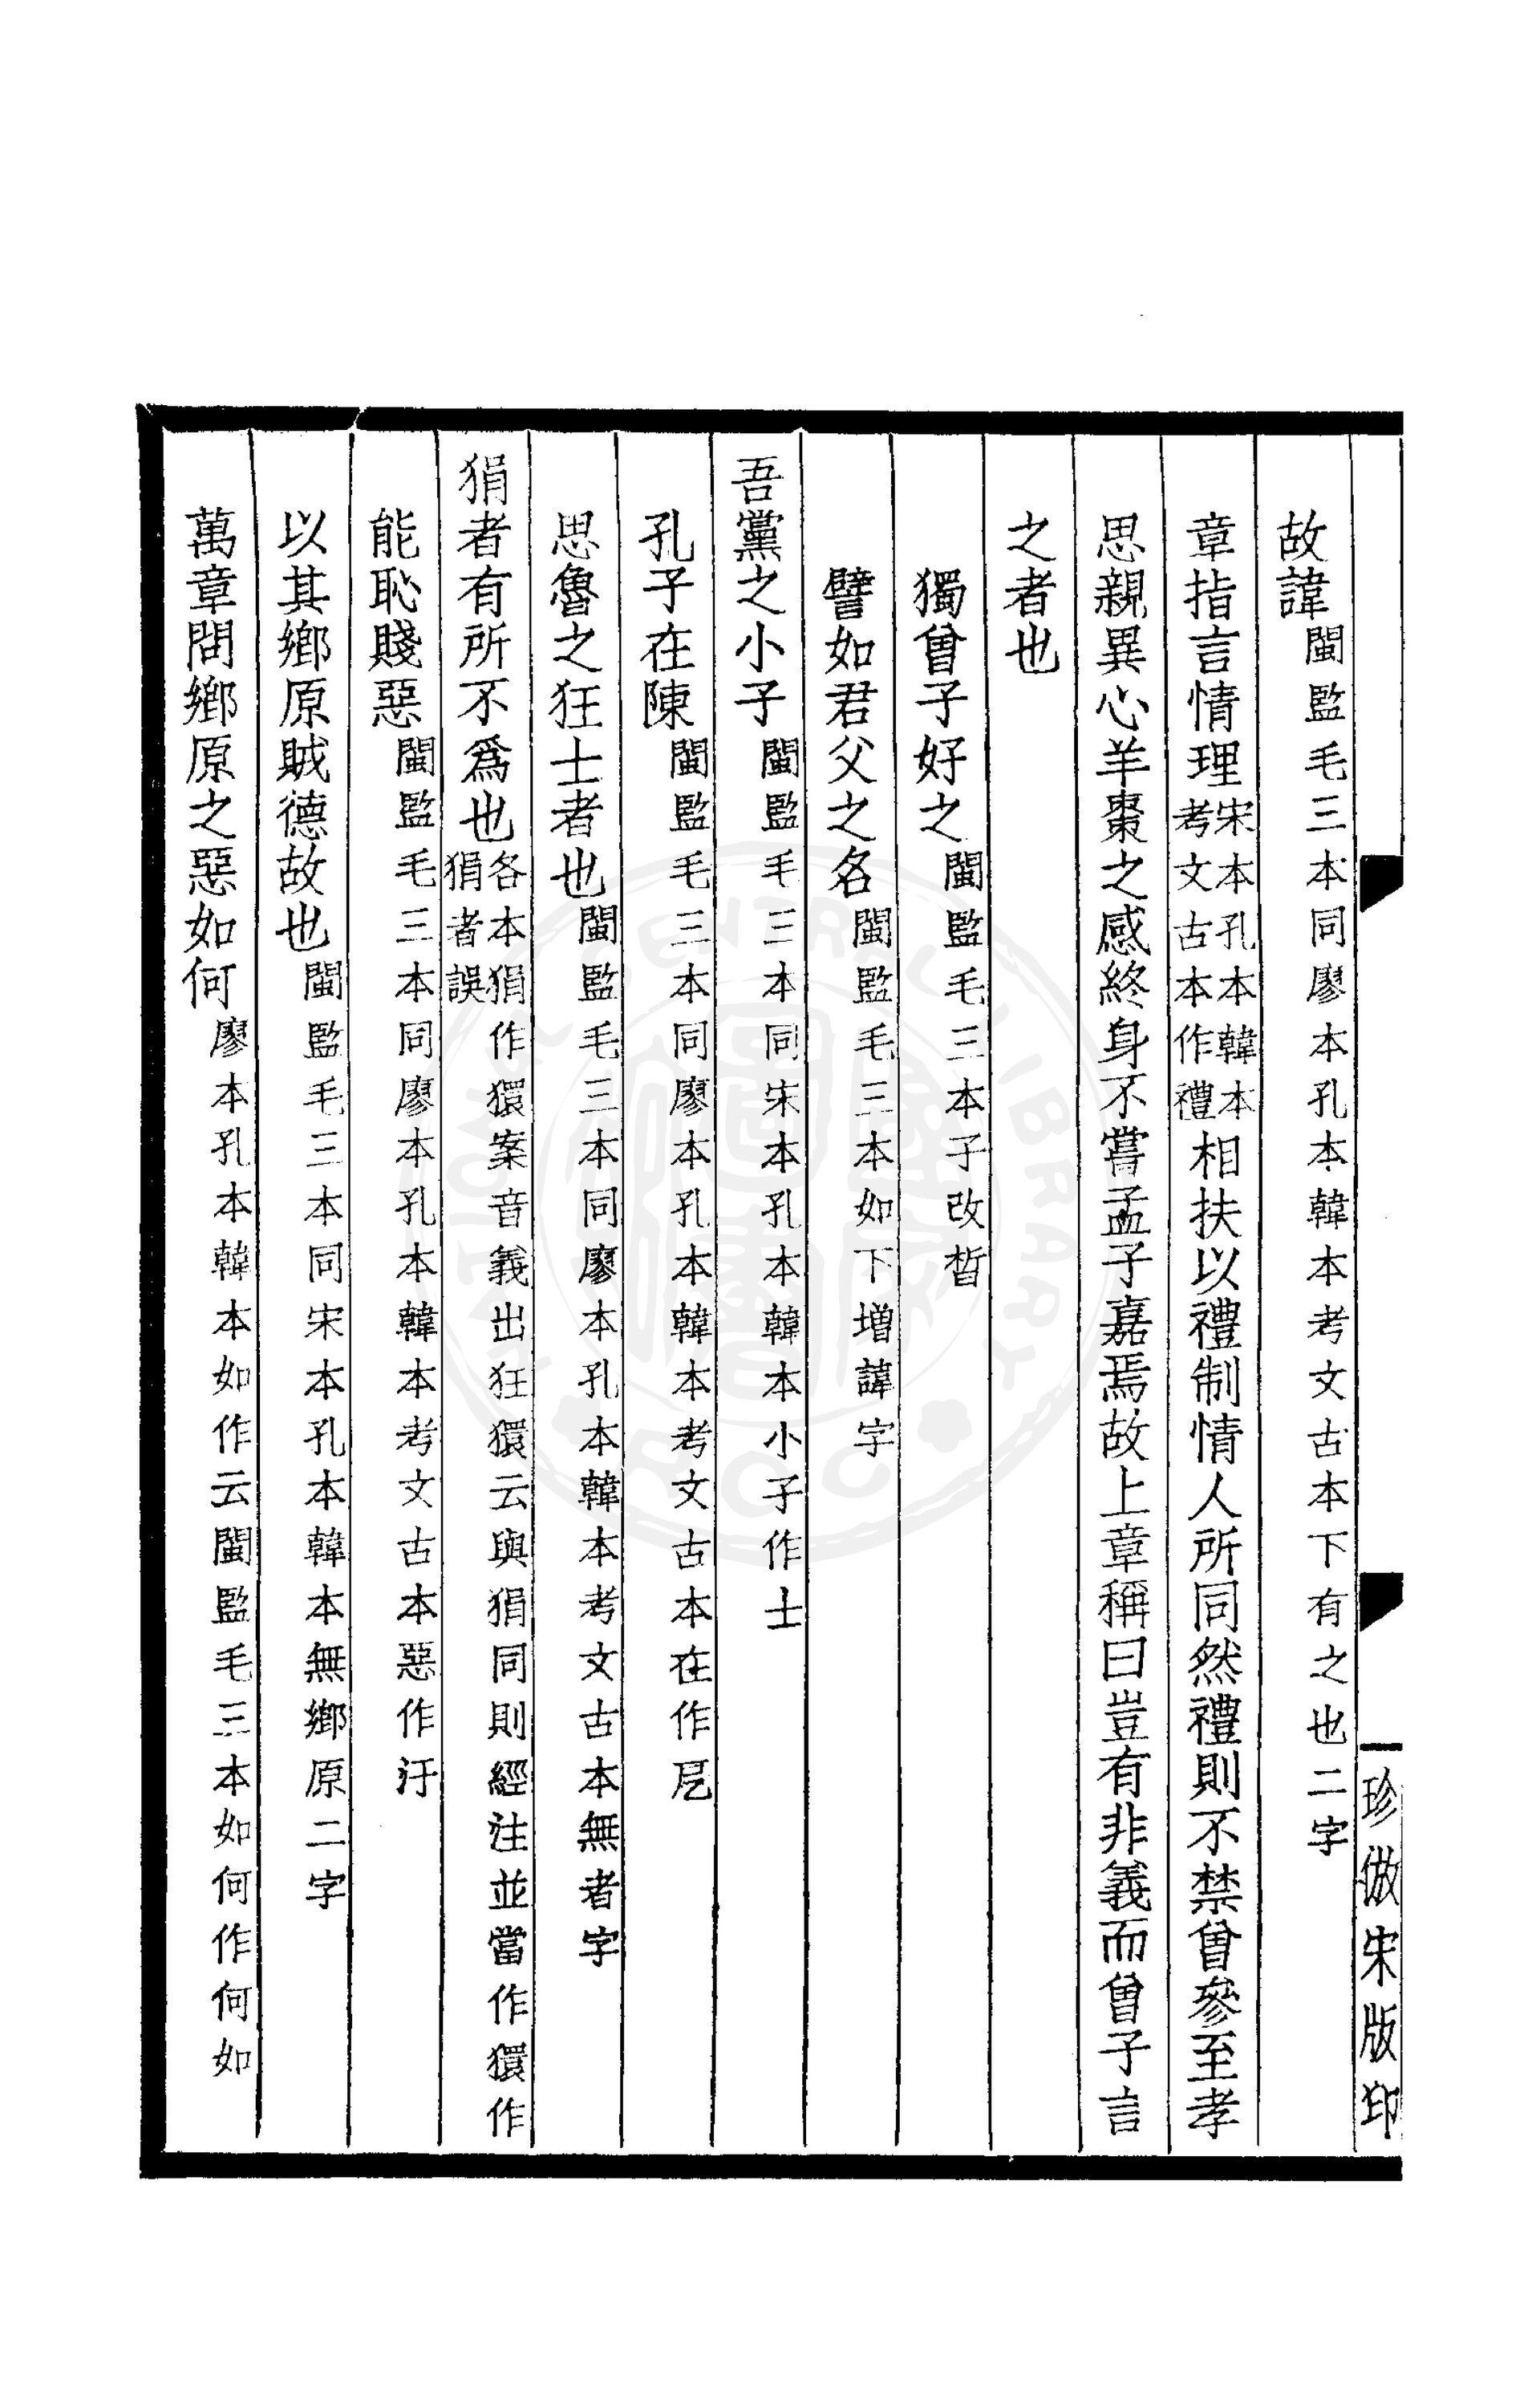 珍倣宋版印
故諱閩監毛三本同廖本孔本韓本考文古本下有之也二字
章指言情理宋本孔本韓本考文古本作禮相扶以禮制情人所同然禮則不禁曾參至孝
思親異心羊棗之感終身不嘗孟子嘉焉故上章稱曰豈有非義而曾子言
之者也
獨曾子好之閩監毛三本子改晳
譬如君父之名閩監毛三本如下增諱字
吾黨之小子閩監毛三本同宋本孔本韓本小子作士
孔子在陳閩監毛三本同廖本孔本韓本考文古本在作戹
思魯之狂士者也閩監毛三本同廖本孔本韓本考文古本無者字
狷者有所不爲也各本狷作獧案音義出狂獧云與狷同則經注並當作獧作狷者誤
能恥賤惡閩監毛三本同廖本孔本韓本考文古本惡作汙
以其鄉原賊德故也閩監毛三本同宋本孔本韓本無鄉原二字
萬章問鄉原之惡如何廖本孔本韓本如作云閩監毛三本如何作何如
NATIONAL CENTRAL LIBRARY ROC